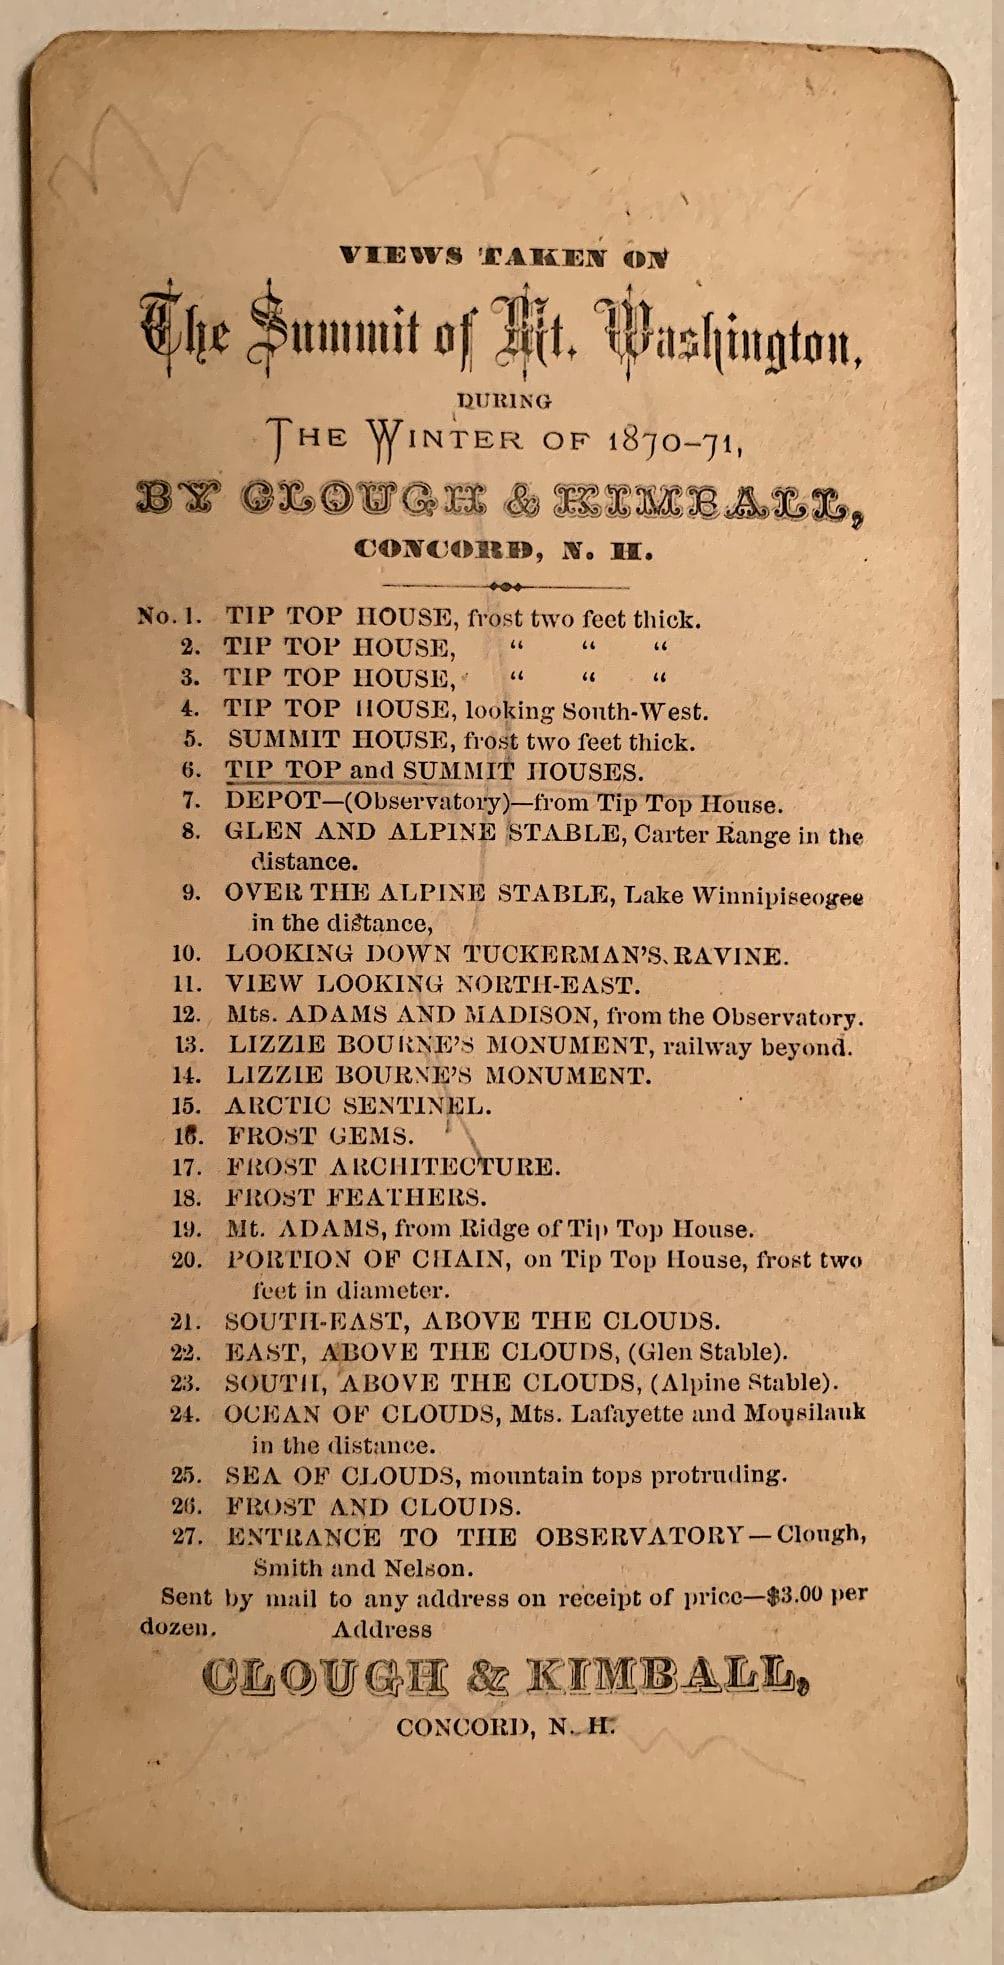 VIEWS TAKEN ON
The Summit of Mt. Washington,
DURING
THE WINTER OF 1870-71,
BY CLOUGH & KIMBALL,
CONCORD, N. H.
No. 1. TIP TOP HOUSE, frost two feet thick.
2. TIP TOP HOUSE, “ “ “
3. TIP TOP HOUSE, “ “ “
4. TIP TOP HOUSE, looking South-West.
5. SUMMIT HOUSE, frost two feet thick.
6. TIP TOP and SUMMIT HOUSES.
7. DEPOT—(Observatory)—from Tip Top House.
8. GLEN AND ALPINE STABLE, Carter Range in the
distance.
9. OVER THE ALPINE STABLE, Lake Winnipiseogee
in the distance,
10. LOOKING DOWN TUCKERMAN'S RAVINE.
11. VIEW LOOKING NORTH-EAST.
12. Mts. ADAMS AND MADISON, from the Observatory.
13. LIZZIE BOURNE'S MONUMENT, railway beyond.
14. LIZZIE BOURNE'S MONUMENT.
15. ARCTIC SENTINEL.
16. FROST GEMS.
17. FROST ARCHITECTURE.
18. FROST FEATHERS.
19. Mt. ADAMS, from Ridge of Tip Top House.
20. PORTION OF CHAIN, on Tip Top House, frost two
feet in diameter.
21. SOUTH-EAST, ABOVE THE CLOUDS.
22. EAST, ABOVE THE CLOUDS, (Glen Stable).
23. SOUTH, ABOVE THE CLOUDS, (Alpine Stable).
24. OCEAN OF CLOUDS, Mts. Lafayette and Mousilauk
in the distance.
25. SEA OF CLOUDS, mountain tops protruding.
26. FROST AND CLOUDS.
27. ENTRANCE TO THE OBSERVATORY—Clough,
Smith and Nelson.
Sent by mail to any address on receipt of price—$3.00 per
dozen. Address
CLOUGH & KIMBALL,
CONCORD, N. H.